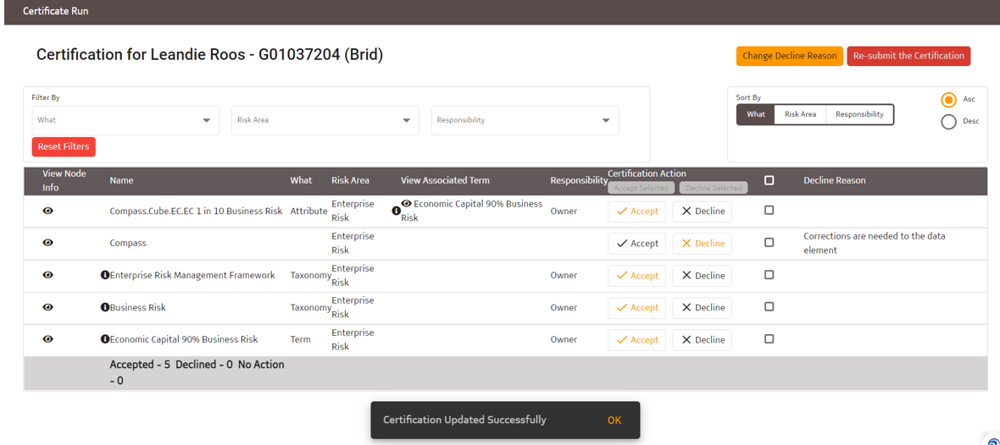 Certificate Run
Certification for Leandie Roos - G01037204 (Brid)
Change Decline Reason
Re-submit the Certification
Filter By
What
Risk Area
Responsibility
Reset Filters
Sort By
What
Risk Area
Responsibility
Asc
Desc
View Node
Info
Name
What
Risk Area
View Associated Term
Responsibility
Certification Action
Accept Selected
Decline Selected
Decline Reason
Compass.Cube.EC.EC 1 in 10 Business Risk
Attribute
Enterprise
Risk
Economic Capital 90% Business
Risk
Owner
Accept
Decline
Compass
Enterprise
Risk
Accept
Decline
Corrections are needed to the data
element
Enterprise Risk Management Framework
Taxonomy
Enterprise
Risk
Owner
Accept
Decline
Business Risk
Taxonomy
Enterprise
Risk
Owner
Accept
Decline
Economic Capital 90% Business Risk
Term
Enterprise
Risk
Owner
Accept
Decline
Accepted - 5 Declined - 0 No Action
- 0
Certification Updated Successfully
OK